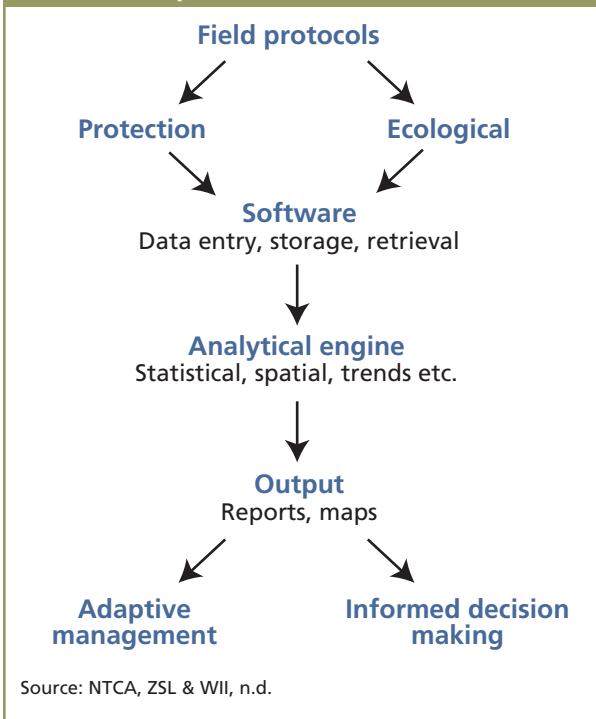 Field protocols
Protection
Ecological
Software
Data entry, storage, retrieval
Analytical engine
Statistical, spatial, trends etc.
Output
Reports, maps
Adaptive
management
Informed decision
making
Source: NTCA, ZSL & WII, n.d.